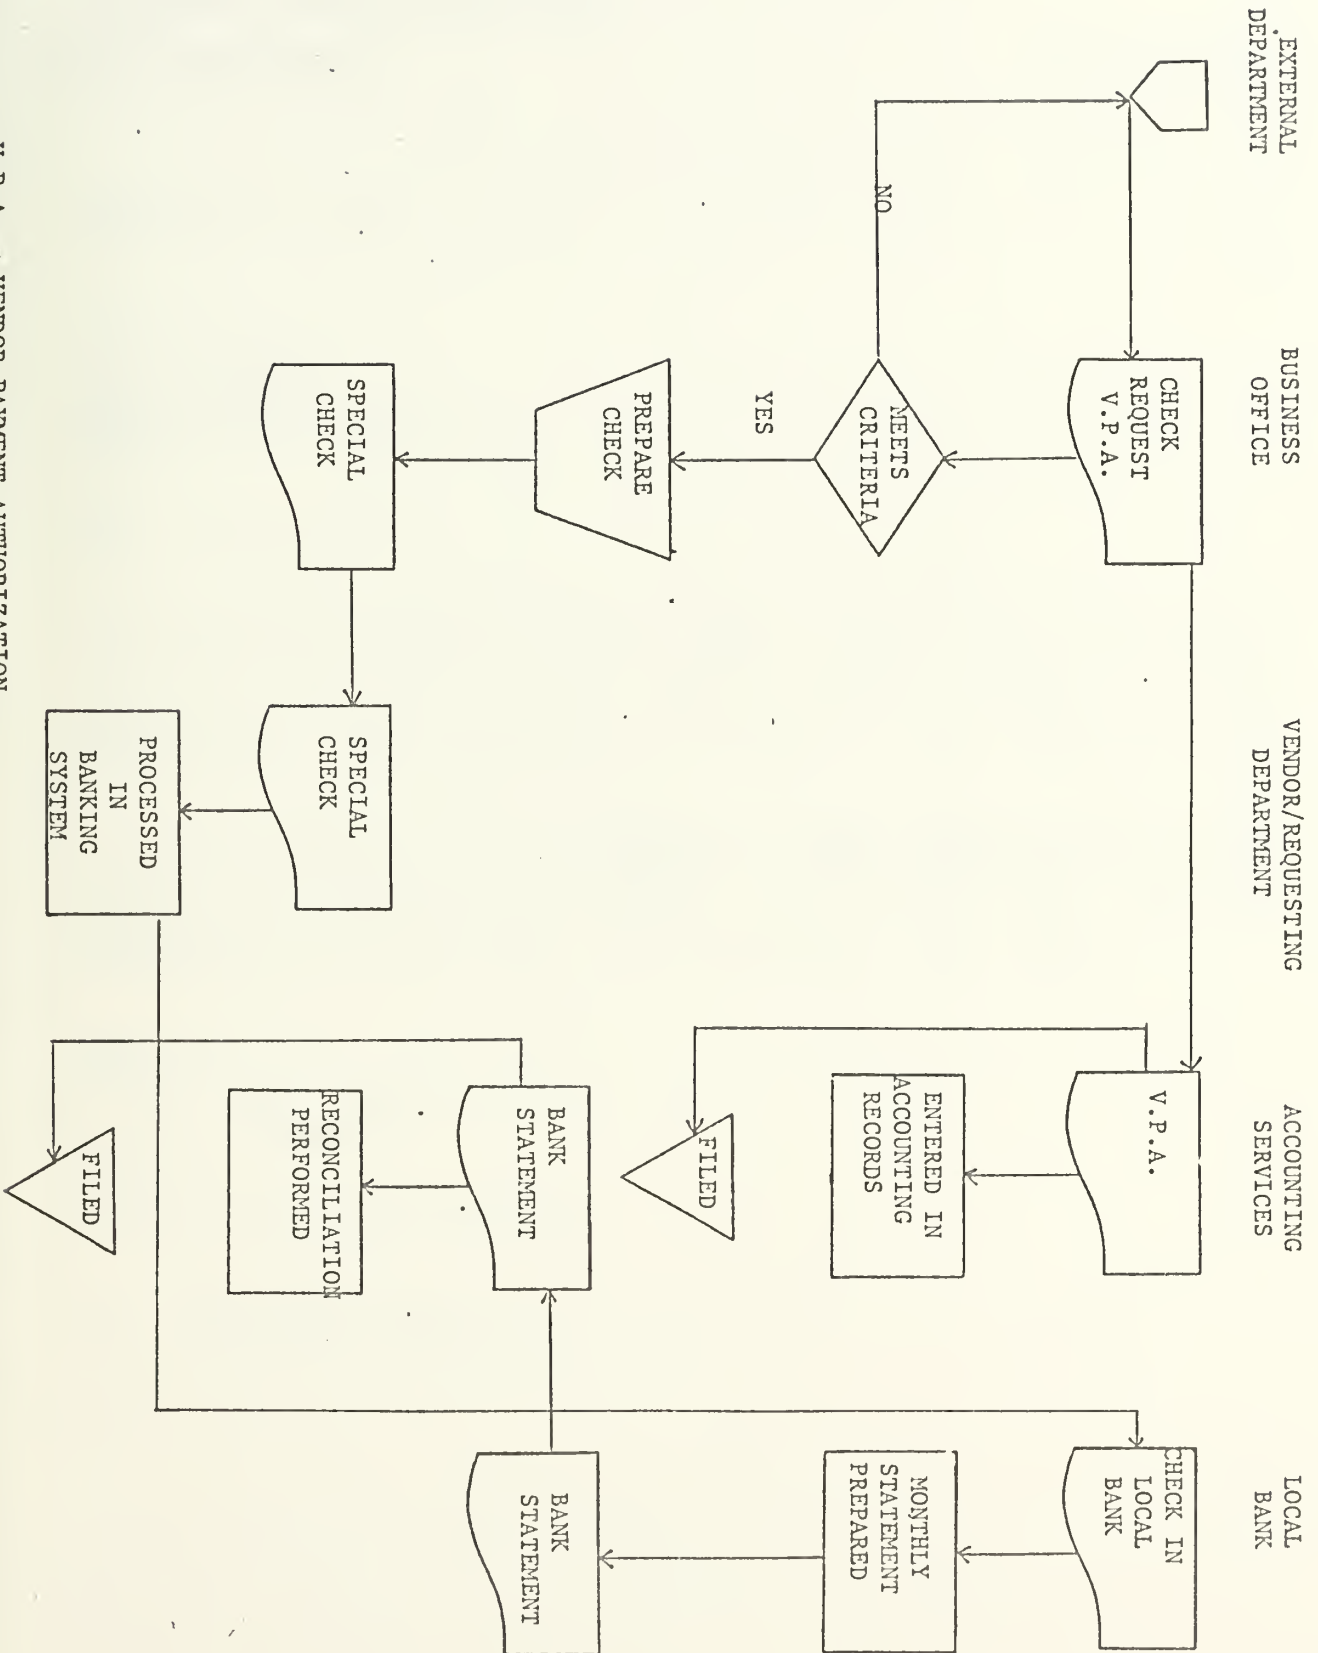 EXTERNAL
DEPARTMENT
BUSINESS
OFFICE
VENDOR/REQUESTING
DEPARTMENT
ACCOUNTING
SERVICES
LOCAL
BANK
CHECK
REQUEST
V.P.A.
V.P.A.
CHECK IN
LOCAL
BANK
NO
MEETS
CRITERIA
ENTERED IN
ACCOUNTING
RECORDS
MONTHLY
STATEMENT
PREPARED
YES
PREPARE
CHECK
FILED
BANK
STATEMENT
BANK
STATEMENT
SPECIAL
CHECK
SPECIAL
CHECK
RECONCILIATION
PERFORMED
PROCESSED
IN
BANKING
SYSTEM
FILED
VENDOR PAYMENT AUTHORIZATION